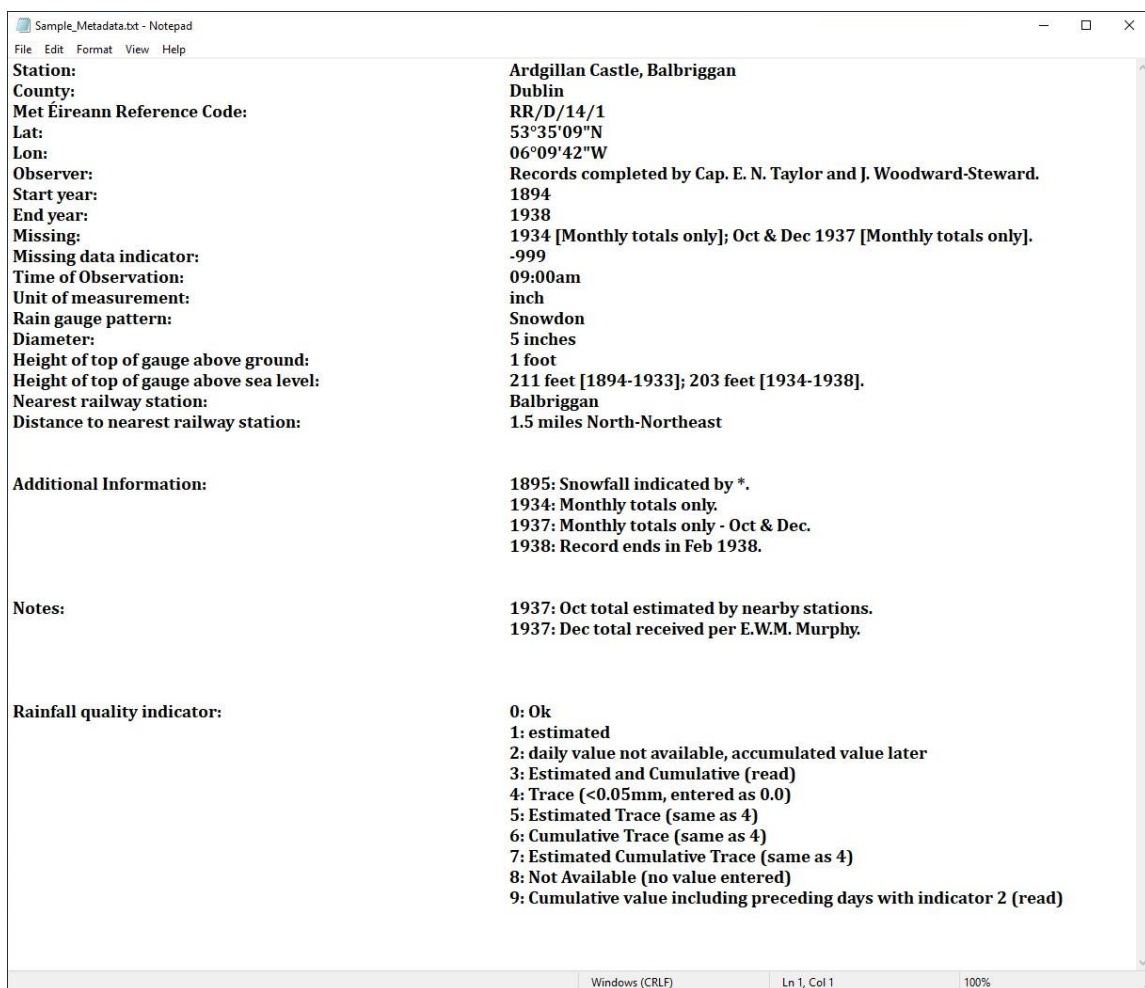 Sample_Metadata.txt - Notepad
File Edit Format View Help
Station: Ardgillan Castle, Balbriggan
County: Dublin
Met Éireann Reference Code: RR/D/14/1
Lat: 53°35'09"N
Lon: 06°09'42"W
Observer: Records completed by Cap. E. N. Taylor and J. Woodward-Steward.
Start year: 1894
End year: 1938
Missing: 1934 [Monthly totals only]; Oct & Dec 1937 [Monthly totals only].
Missing data indicator: -999
Time of Observation: 09:00am
Unit of measurement: inch
Rain gauge pattern: Snowdon
Diameter: 5 inches
Height of top of gauge above ground: 1 foot
Height of top of gauge above sea level: 211 feet [1894-1933]; 203 feet [1934-1938].
Nearest railway station: Balbriggan
Distance to nearest railway station: 1.5 miles North-Northeast
Additional Information: 1895: Snowfall indicated by *.
1934: Monthly totals only.
1937: Monthly totals only - Oct & Dec.
1938: Record ends in Feb 1938.
Notes: 1937: Oct total estimated by nearby stations.
1937: Dec total received per E.W.M. Murphy.
Rainfall quality indicator: 0: Ok
1: estimated
2: daily value not available, accumulated value later
3: Estimated and Cumulative (read)
4: Trace (<0.05mm, entered as 0.0)
5: Estimated Trace (same as 4)
6: Cumulative Trace (same as 4)
7: Estimated Cumulative Trace (same as 4)
8: Not Available (no value entered)
9: Cumulative value including preceding days with indicator 2 (read)
Windows (CRLF) Ln 1, Col 1 100%